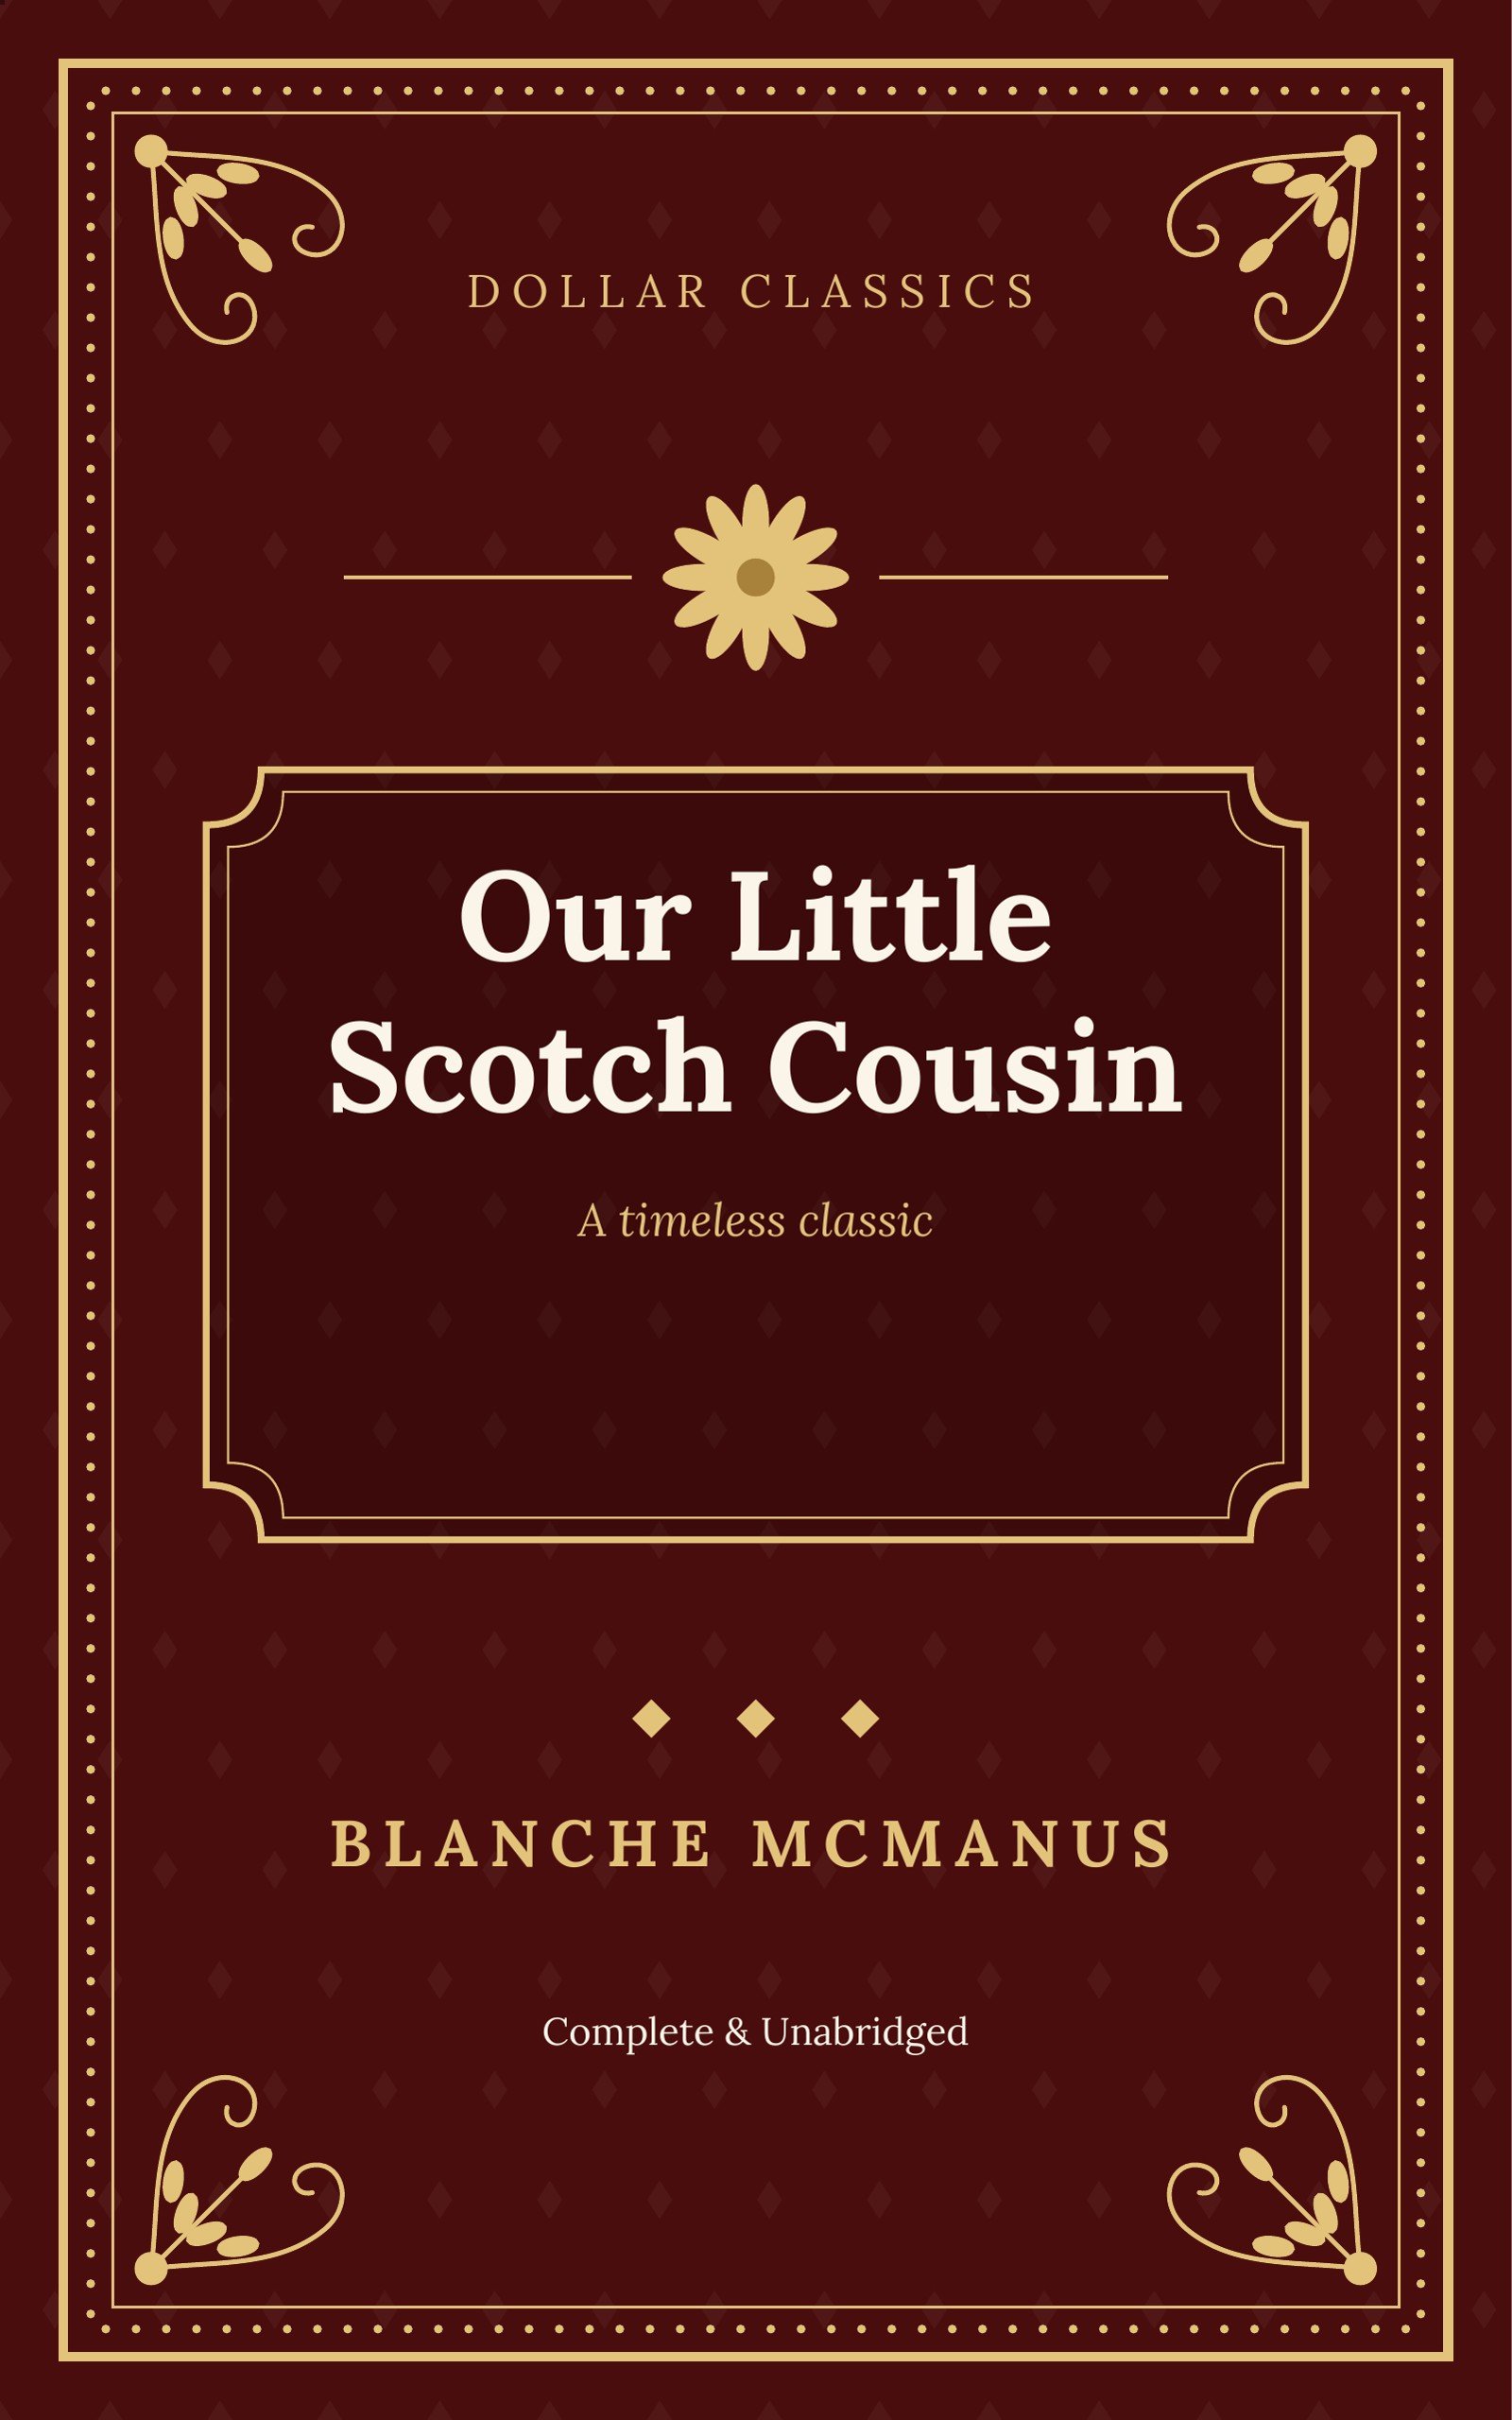 DOLLAR CLASSICS
Our Little
Scotch Cousin
A timeless classic
BLANCHE MCMANUS
Complete & Unabridged